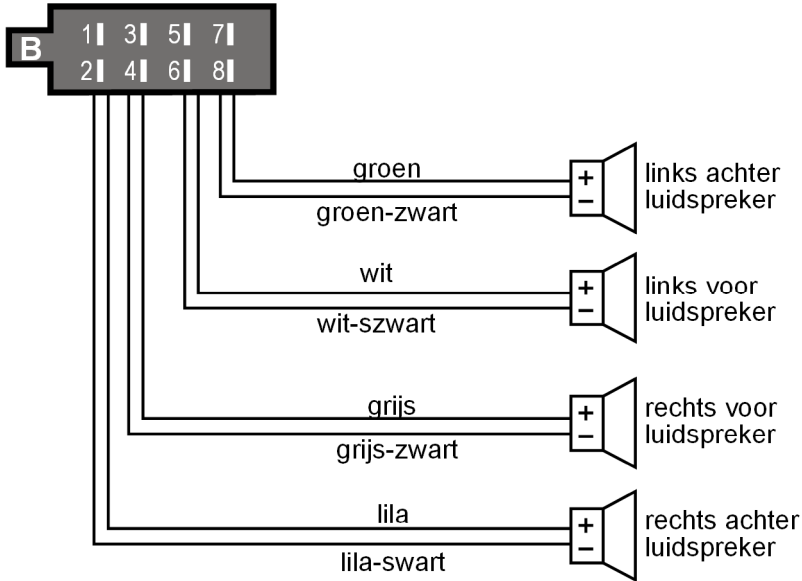 1 3 5 7
B
2 4 6 8
groen
+
-
links achter
luidspreker
groen-zwart
wit
+
-
links voor
luidspreker
wit-szwart
grijs
+
-
rechts voor
luidspreker
grijs-zwart
lila
+
-
rechts achter
luidspreker
lila-swart